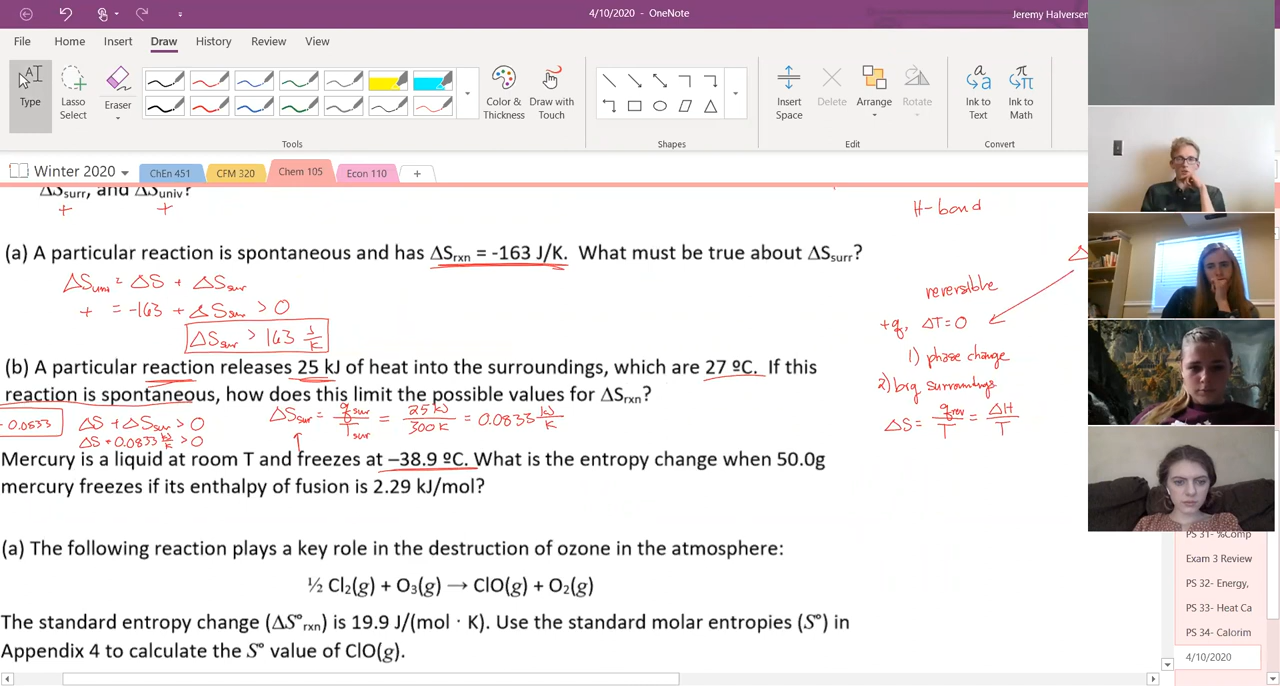 4/10/2020 - OneNote
Jeremy Halversen
File Home Insert Draw History Review View
Type
Lasso Select
Eraser
Color & Thickness
Draw with Touch
Insert Space
Delete
Arrange
Rotate
Ink to Text
Ink to Math
Tools
Shapes
Edit
Convert
Winter 2020
ChEn 451
CFM 320
Chem 105
Econ 110
+
ΔSsurr, and ΔSuniv?
+ +
H-bond
(a) A particular reaction is spontaneous and has ΔSrxn = -163 J/K. What must be true about ΔSsurr?
ΔSuni = ΔS + ΔSsur
+ = -163 + ΔSsur > 0
ΔSsur > 163 J/K
reversible
+q, ΔT=0
1) phase change
2) big surroundings
ΔS = qrev/T = ΔH/T
(b) A particular reaction releases 25 kJ of heat into the surroundings, which are 27 ºC. If this
reaction is spontaneous, how does this limit the possible values for ΔSrxn?
- 0.0833
ΔS + ΔSsur > 0
ΔS + 0.0833 kJ/K > 0
ΔSsur = qsur/Tsur = 25 kJ/300 K = 0.0833 kJ/K
Mercury is a liquid at room T and freezes at –38.9 ºC. What is the entropy change when 50.0g
mercury freezes if its enthalpy of fusion is 2.29 kJ/mol?
(a) The following reaction plays a key role in the destruction of ozone in the atmosphere:
½ Cl₂(g) + O₃(g) → ClO(g) + O₂(g)
The standard entropy change (ΔS°rxn) is 19.9 J/(mol · K). Use the standard molar entropies (S°) in
Appendix 4 to calculate the S° value of ClO(g).
PS 31- %Comp
Exam 3 Review
PS 32- Energy,
PS 33- Heat Ca
PS 34- Calorim
4/10/2020